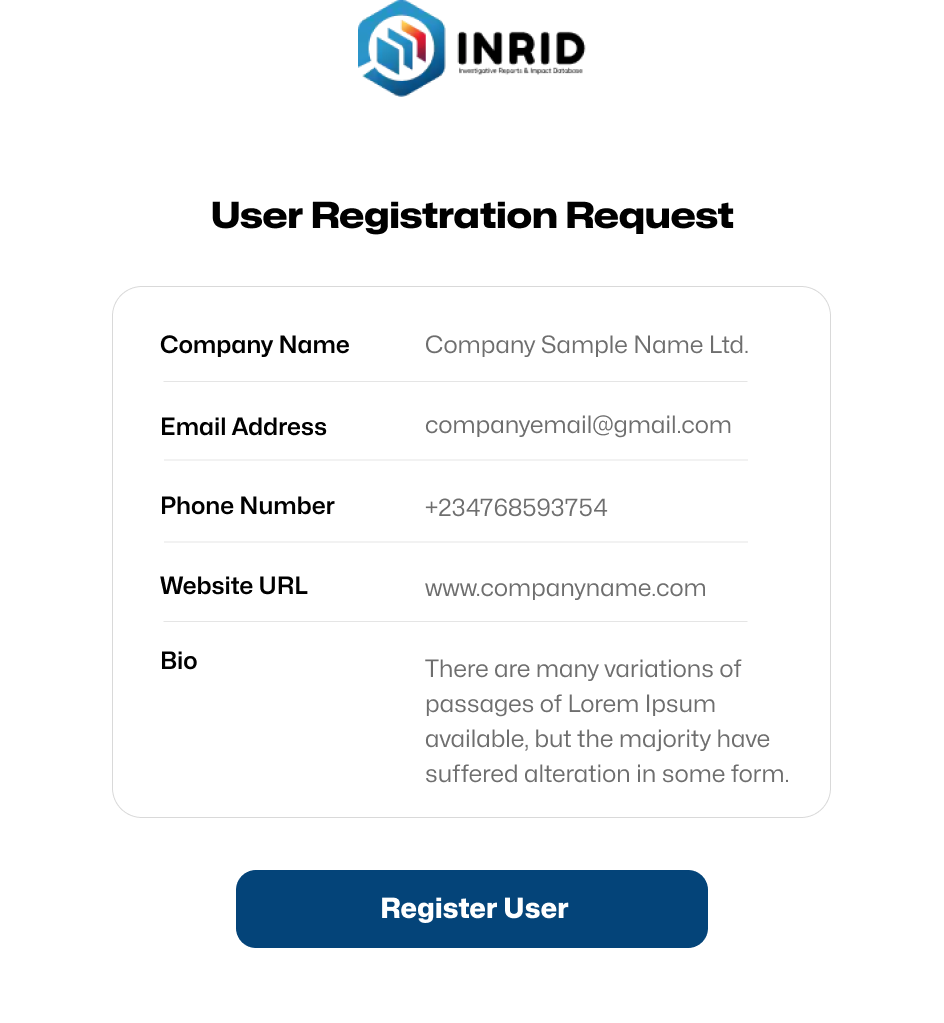 INRID
Investigative Reports & Impact Database
User Registration Request
Company Name Company Sample Name Ltd.
Email Address companyemail@gmail.com
Phone Number +234768593754
Website URL www.companyname.com
Bio There are many variations of
passages of Lorem Ipsum
available, but the majority have
suffered alteration in some form.
Register User